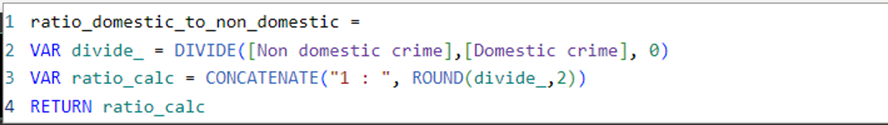 1 ratio_domestic_to_non_domestic =
2 VAR divide_ = DIVIDE([Non domestic crime],[Domestic crime], 0)
3 VAR ratio_calc = CONCATENATE("1 : ", ROUND(divide_,2))
4 RETURN ratio_calc